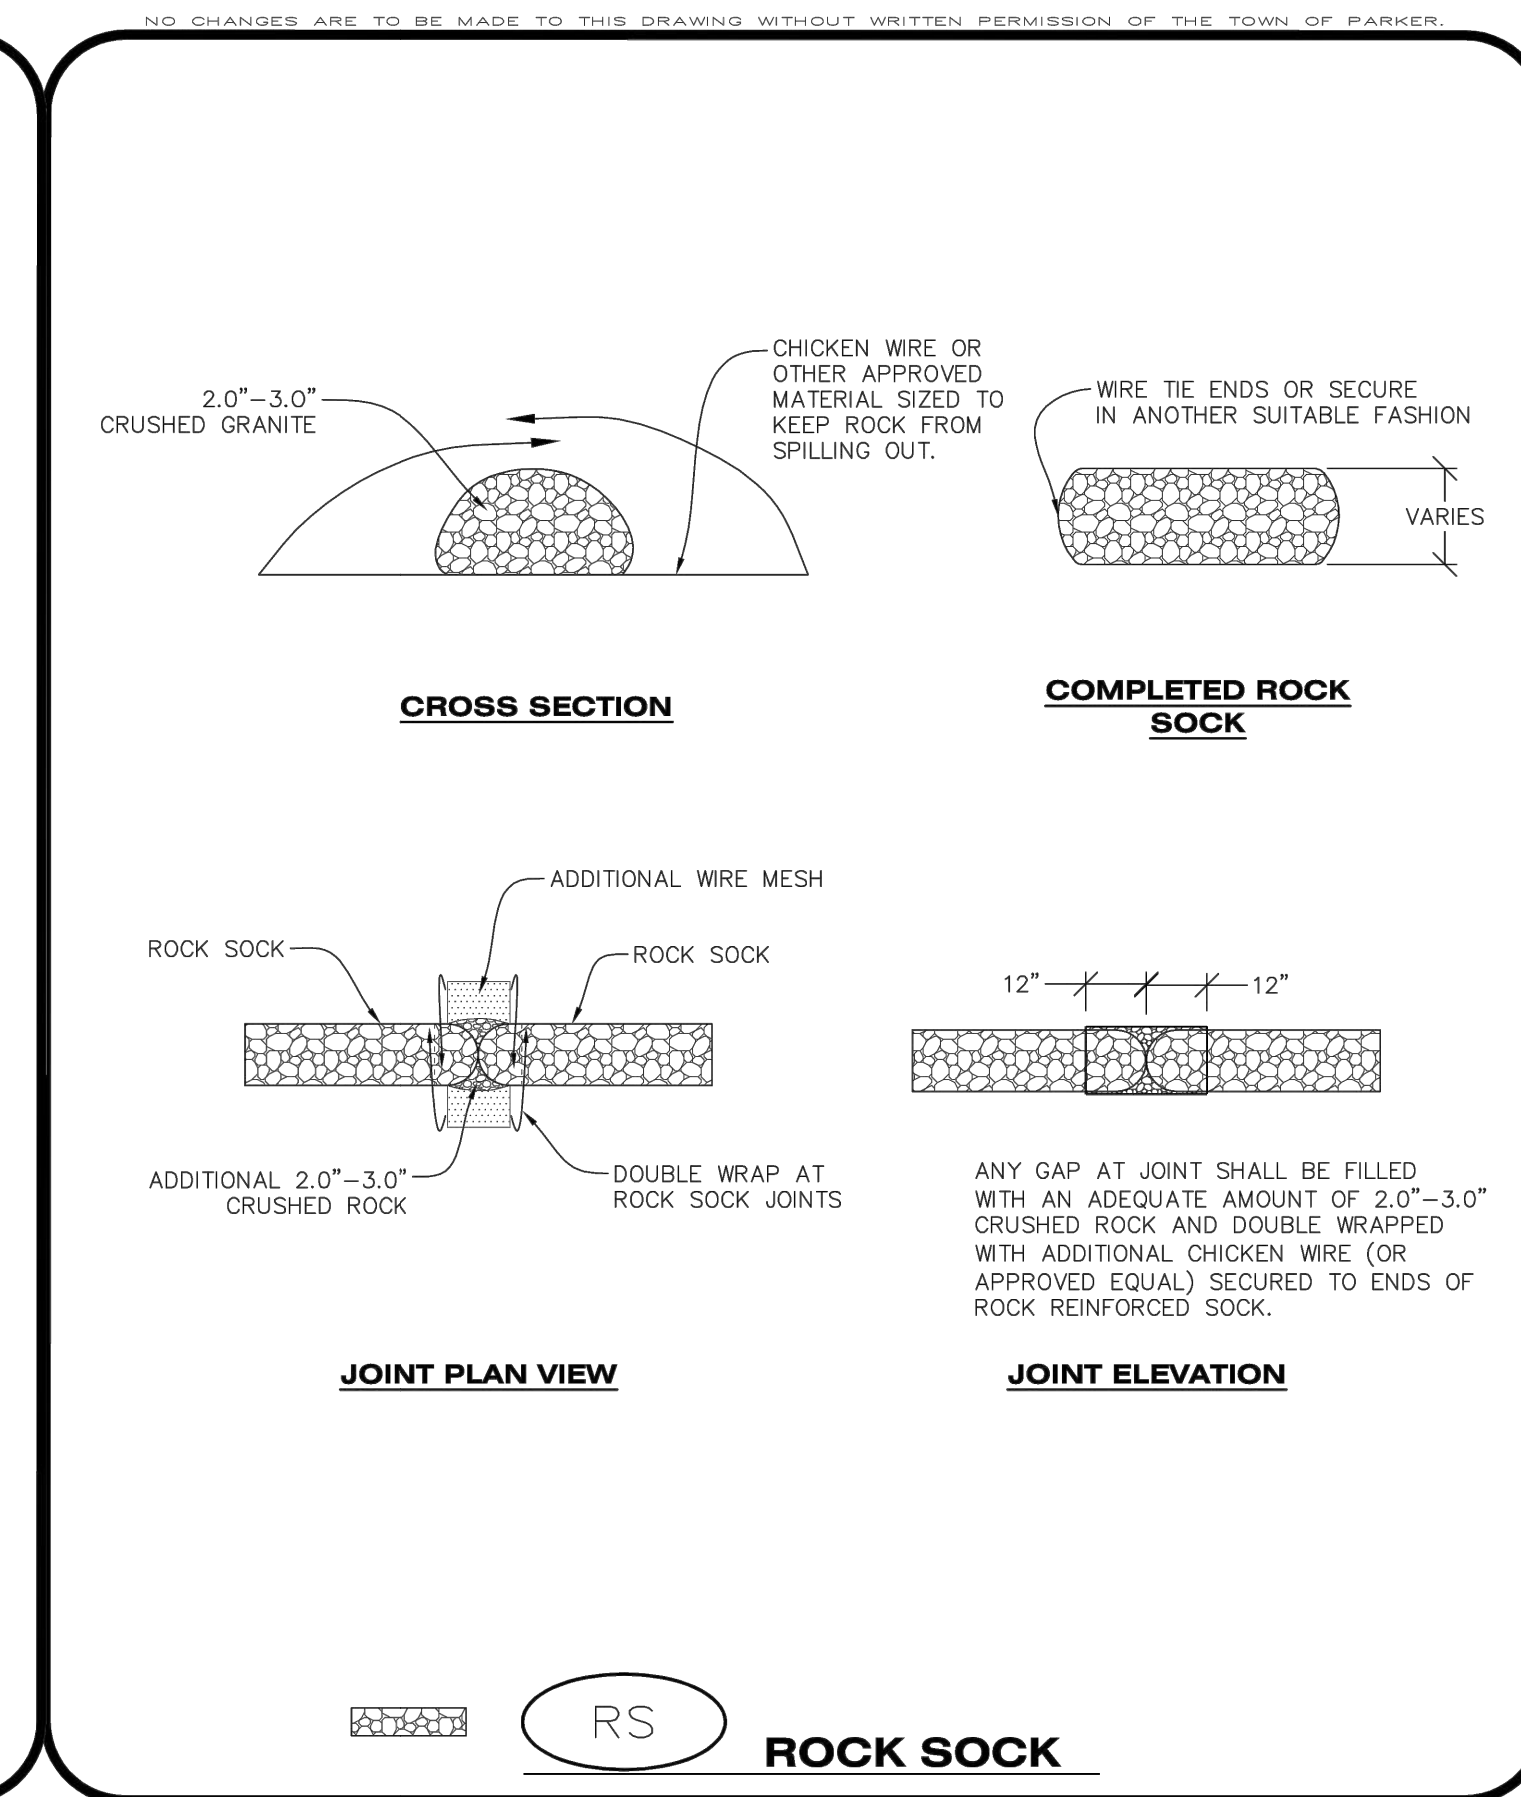 NO CHANGES ARE TO BE MADE TO THIS DRAWING WITHOUT WRITTEN PERMISSION OF THE TOWN OF PARKER.
2.0"–3.0"
CRUSHED GRANITE
CHICKEN WIRE OR
OTHER APPROVED
MATERIAL SIZED TO
KEEP ROCK FROM
SPILLING OUT.
WIRE TIE ENDS OR SECURE
IN ANOTHER SUITABLE FASHION
VARIES
CROSS SECTION
COMPLETED ROCK
SOCK
ADDITIONAL WIRE MESH
ROCK SOCK
ROCK SOCK
ADDITIONAL 2.0"–3.0"
CRUSHED ROCK
DOUBLE WRAP AT
ROCK SOCK JOINTS
12"
12"
ANY GAP AT JOINT SHALL BE FILLED
WITH AN ADEQUATE AMOUNT OF 2.0"–3.0"
CRUSHED ROCK AND DOUBLE WRAPPED
WITH ADDITIONAL CHICKEN WIRE (OR
APPROVED EQUAL) SECURED TO ENDS OF
ROCK REINFORCED SOCK.
JOINT PLAN VIEW
JOINT ELEVATION
RS
ROCK SOCK